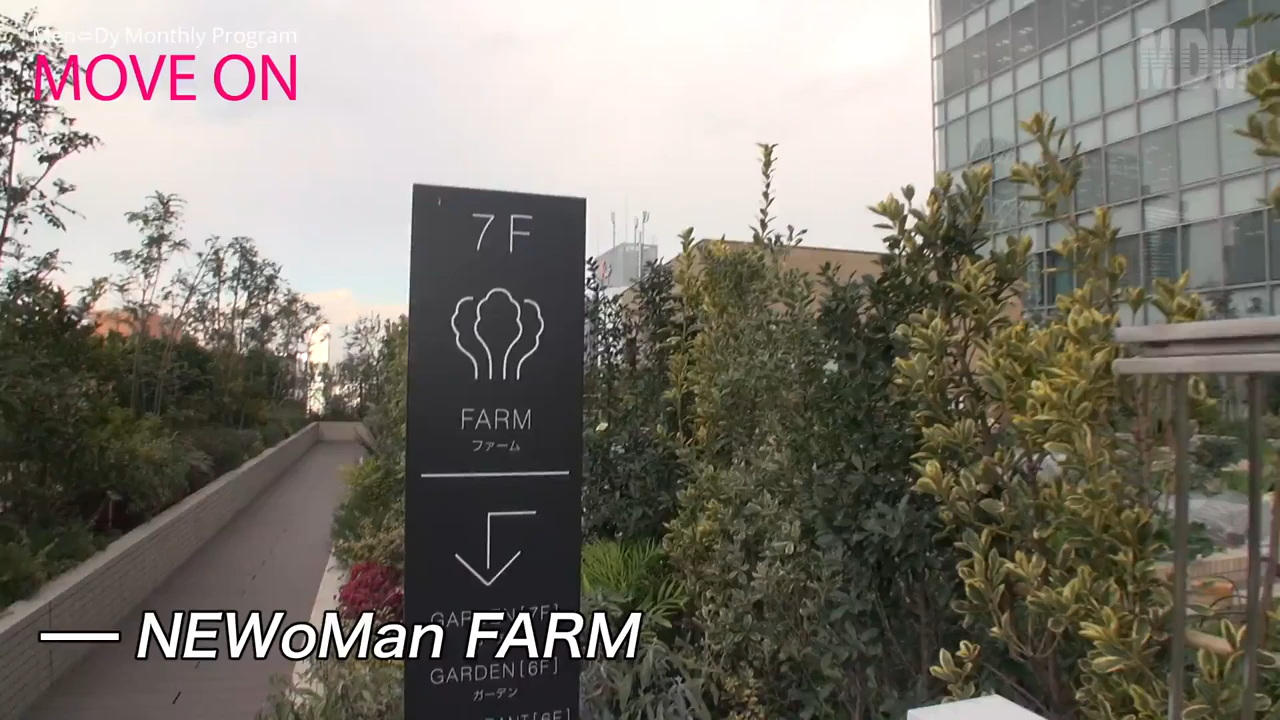 Men⇔Dy Monthly Program
MOVE ON
MDM
7F
FARM
ファーム
GARDEN[7F]
— NEWoMan FARM
GARDEN[6F]
ガーデン